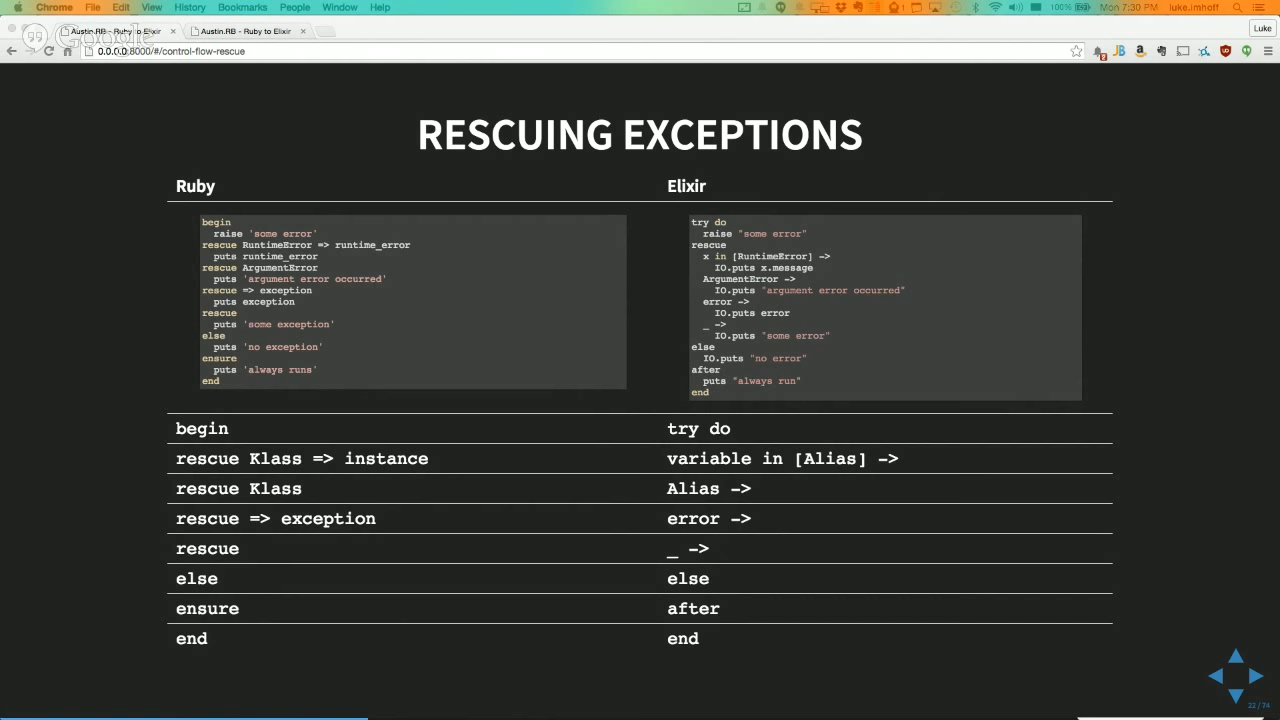 Chrome File Edit View History Bookmarks People Window Help 100% Mon 7:30 PM luke.imhoff
Google
Austin.RB - Ruby to Elixir × Austin.RB - Ruby to Elixir × Luke
0.0.0.0:8000/#/control-flow-rescue
RESCUING EXCEPTIONS
Ruby Elixir
begin
  raise 'some error'
rescue RuntimeError => runtime_error
  puts runtime_error
rescue ArgumentError
  puts 'argument error occurred'
rescue => exception
  puts exception
rescue
  puts 'some exception'
else
  puts 'no exception'
ensure
  puts 'always runs'
end
try do
  raise "some error"
rescue
  x in [RuntimeError] ->
    IO.puts x.message
  ArgumentError ->
    IO.puts "argument error occurred"
  error ->
    IO.puts error
  _ ->
    IO.puts "some error"
else
  IO.puts "no error"
after
  puts "always run"
end
begin try do
rescue Klass => instance variable in [Alias] ->
rescue Klass Alias ->
rescue => exception error ->
rescue _ ->
else else
ensure after
end end
22 / 74